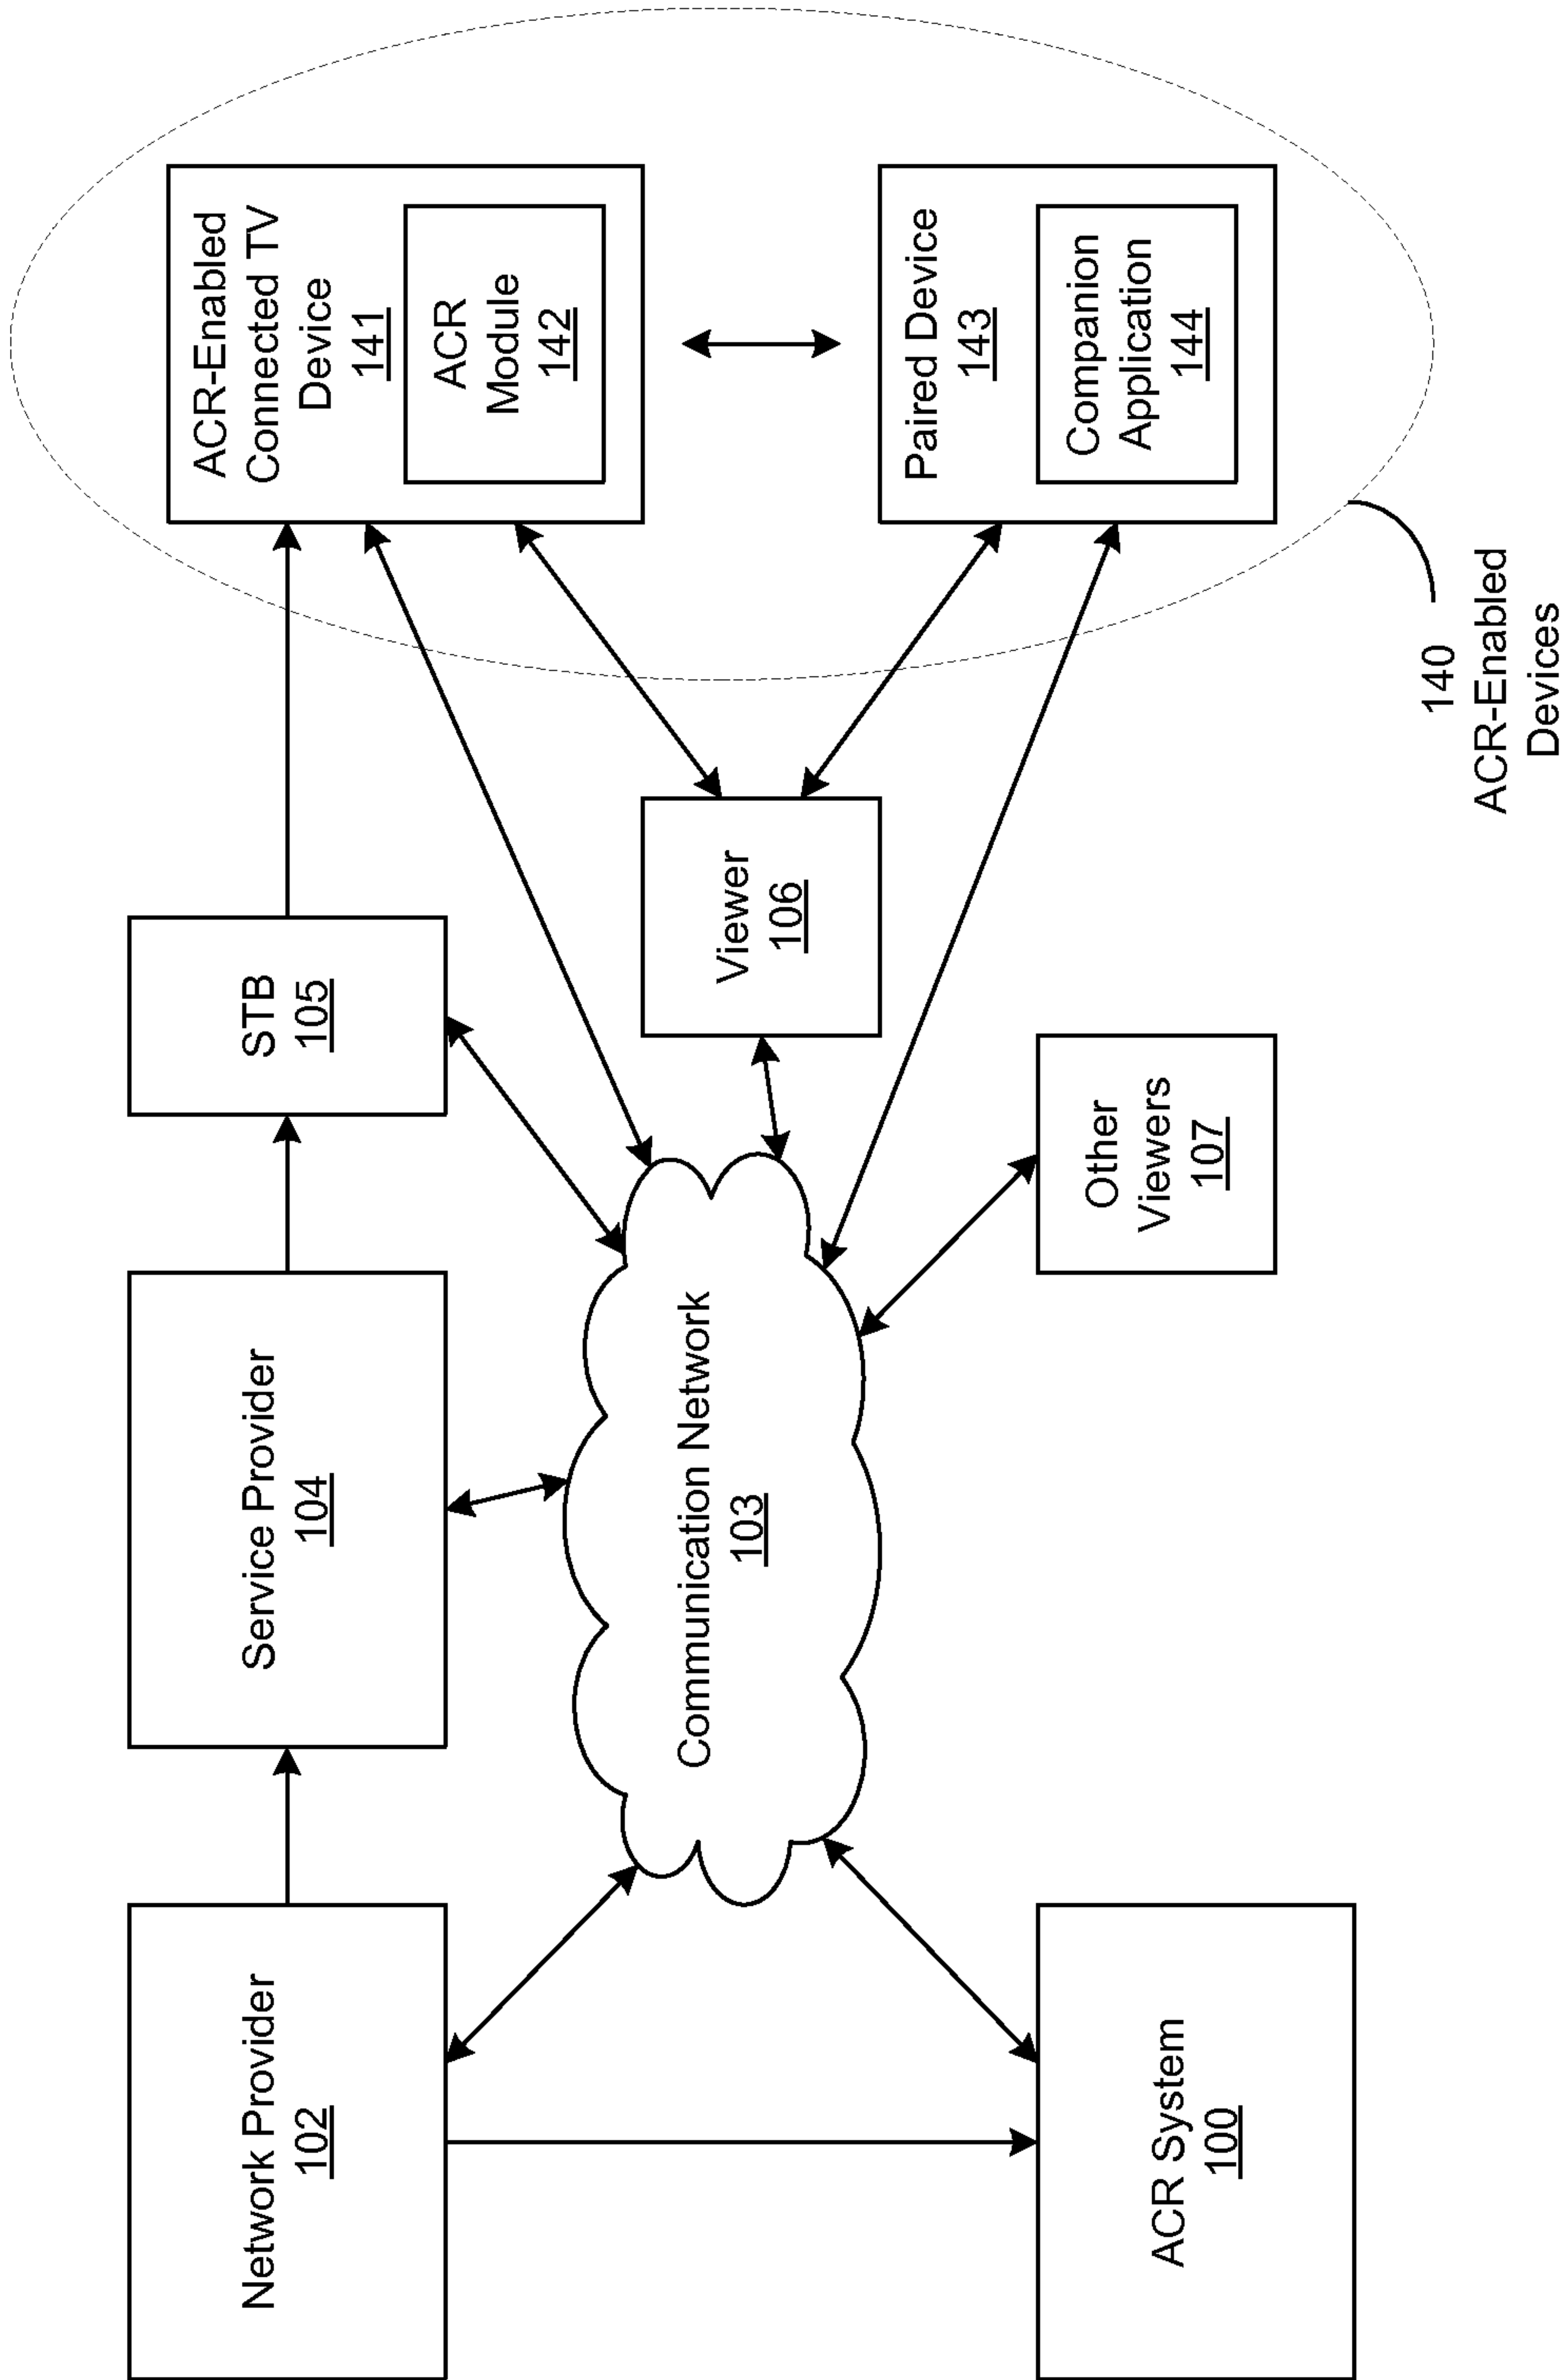 Network Provider
102
Service Provider
104
STB
105
ACR-Enabled
Connected TV
Device
141
ACR
Module
142
Communication Network
103
Viewer
106
Paired Device
143
Companion
Application
144
ACR System
100
Other
Viewers
107
140
ACR-Enabled
Devices